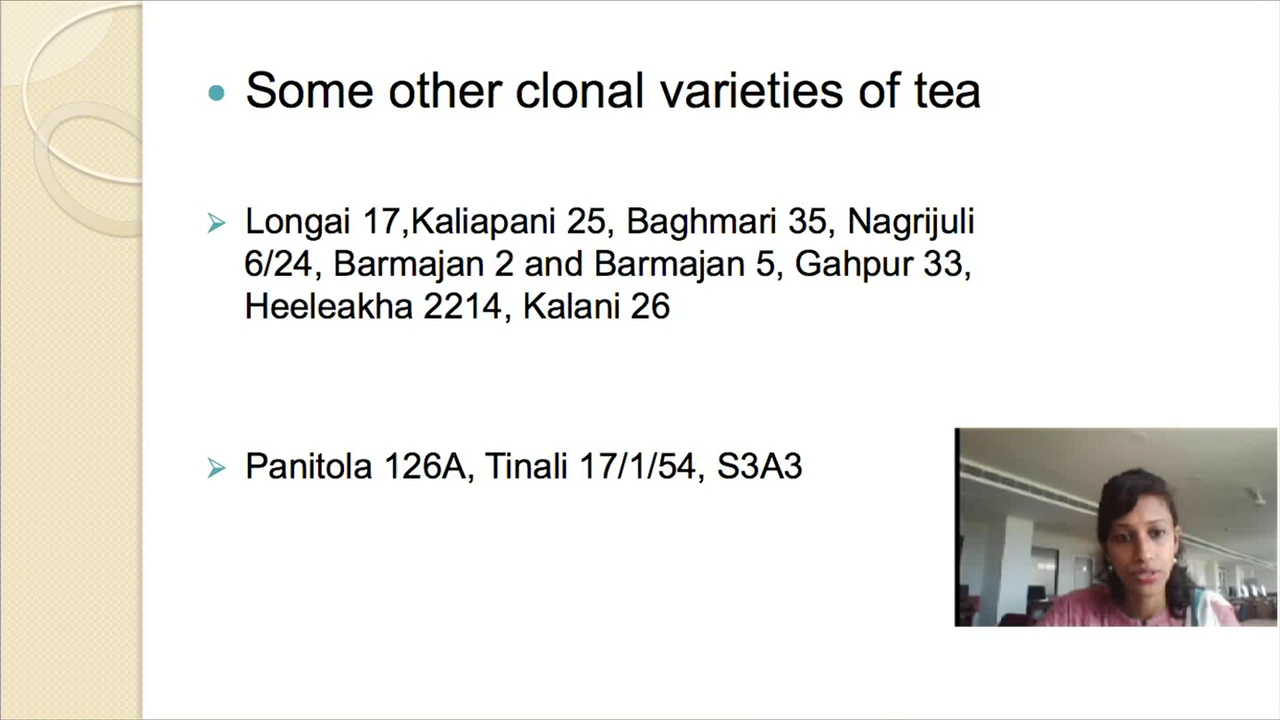 Some other clonal varieties of tea
Longai 17,Kaliapani 25, Baghmari 35, Nagrijuli
6/24, Barmajan 2 and Barmajan 5, Gahpur 33,
Heeleakha 2214, Kalani 26
Panitola 126A, Tinali 17/1/54, S3A3